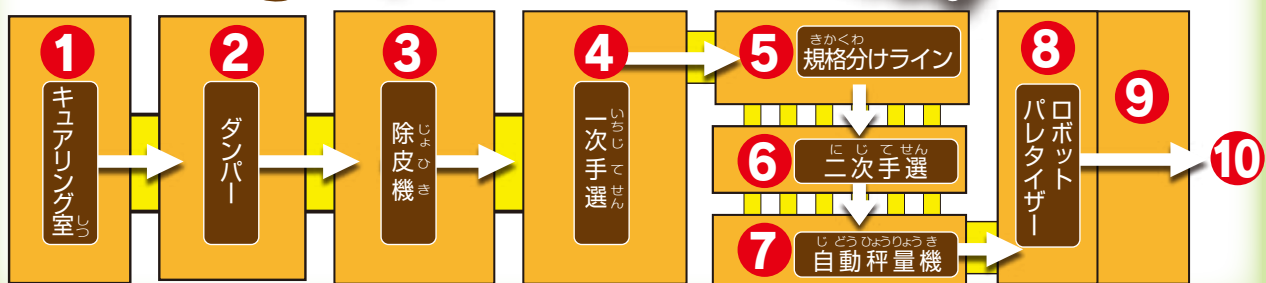 1
キュアリング室
しつ
2
ダンパー
3
除皮機
じょひき
4
一次手選
いちじてせん
5
きかくわ
規格分けライン
6
にじてせん
二次手選
7
じどうひょうりょうき
自動秤量機
8
ロボット
パレタイザー
9
10